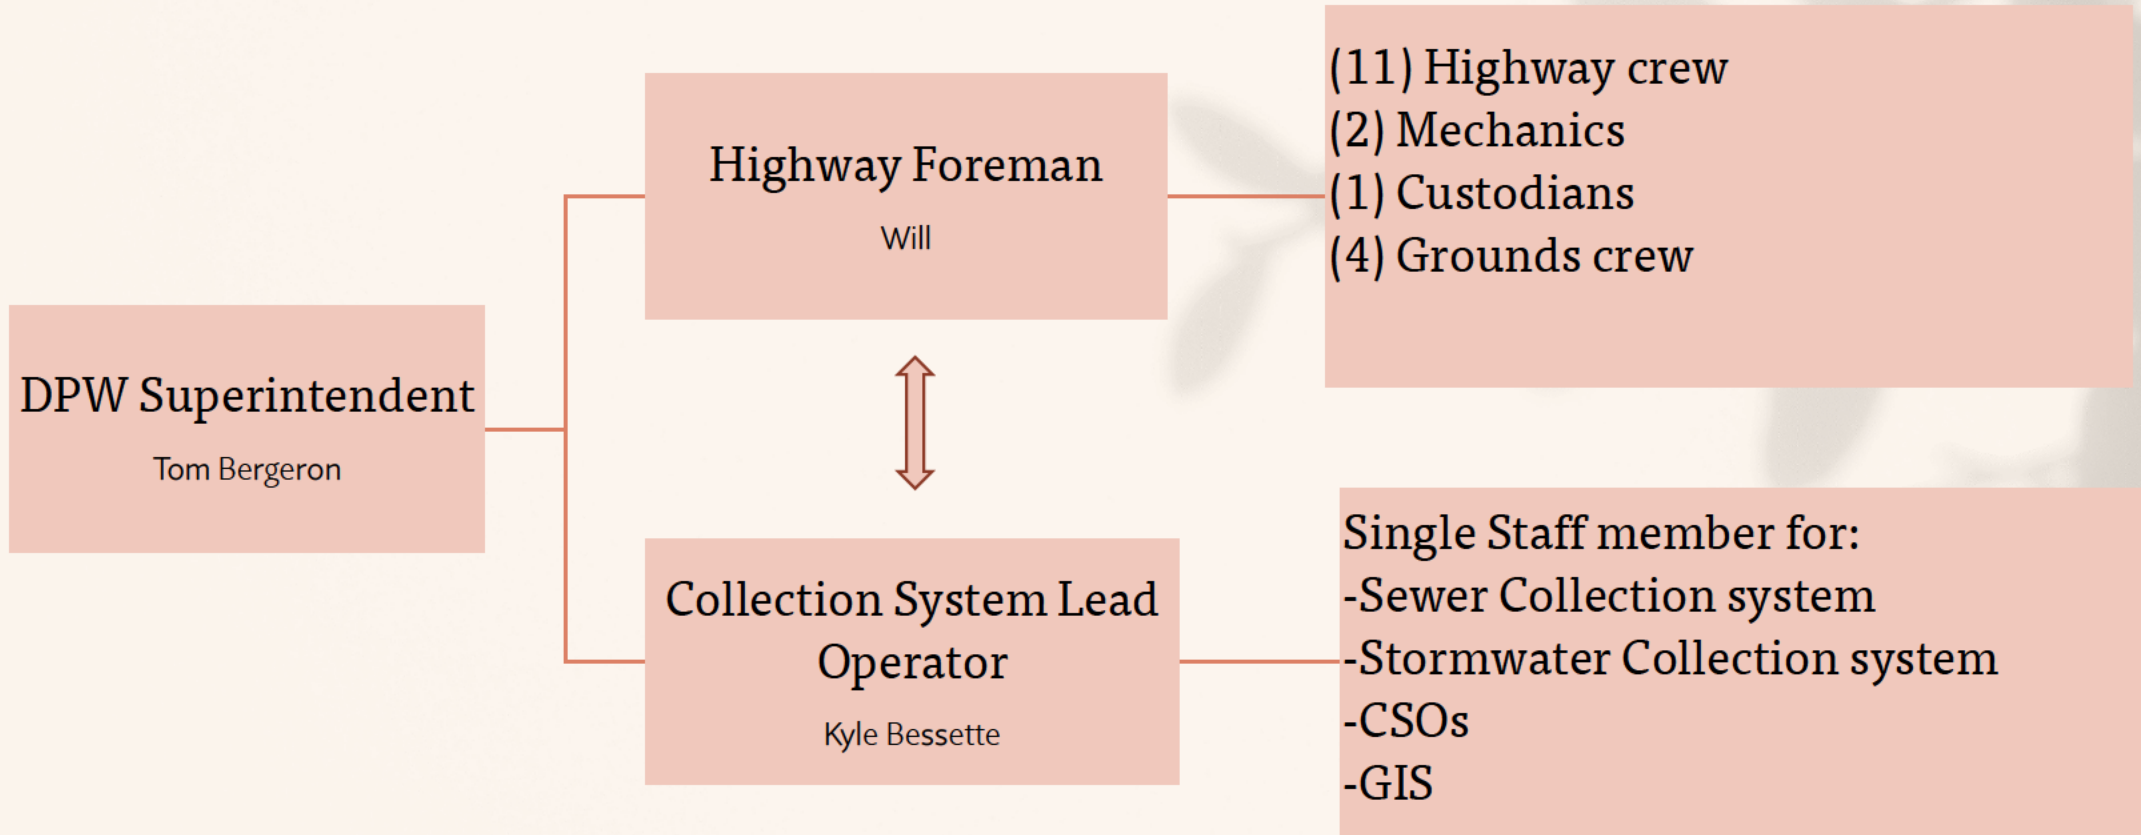 DPW Superintendent
Tom Bergeron
Highway Foreman
Will
(11) Highway crew
(2) Mechanics
(1) Custodians
(4) Grounds crew
Collection System Lead
Operator
Kyle Bessette
Single Staff member for:
-Sewer Collection system
-Stormwater Collection system
-CSOs
-GIS